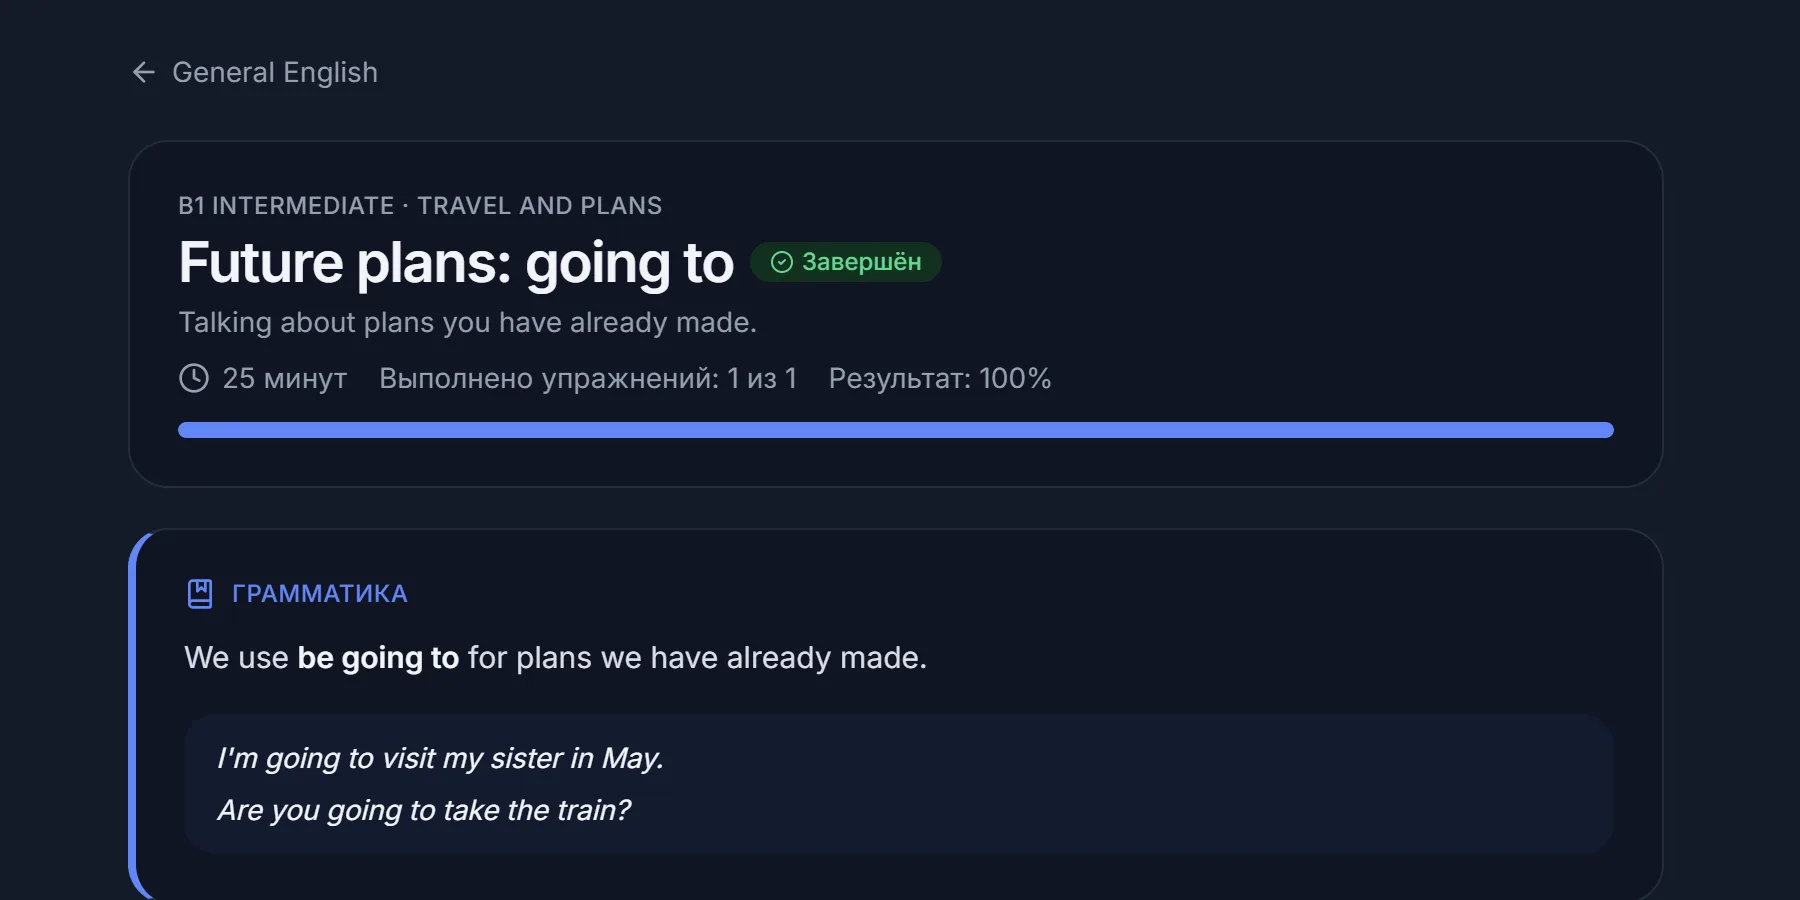 General English
B1 INTERMEDIATE · TRAVEL AND PLANS
Future plans: going to
Завершён
Talking about plans you have already made.
25 минут Выполнено упражнений: 1 из 1 Результат: 100%
ГРАММАТИКА
We use be going to for plans we have already made.
I'm going to visit my sister in May.
Are you going to take the train?